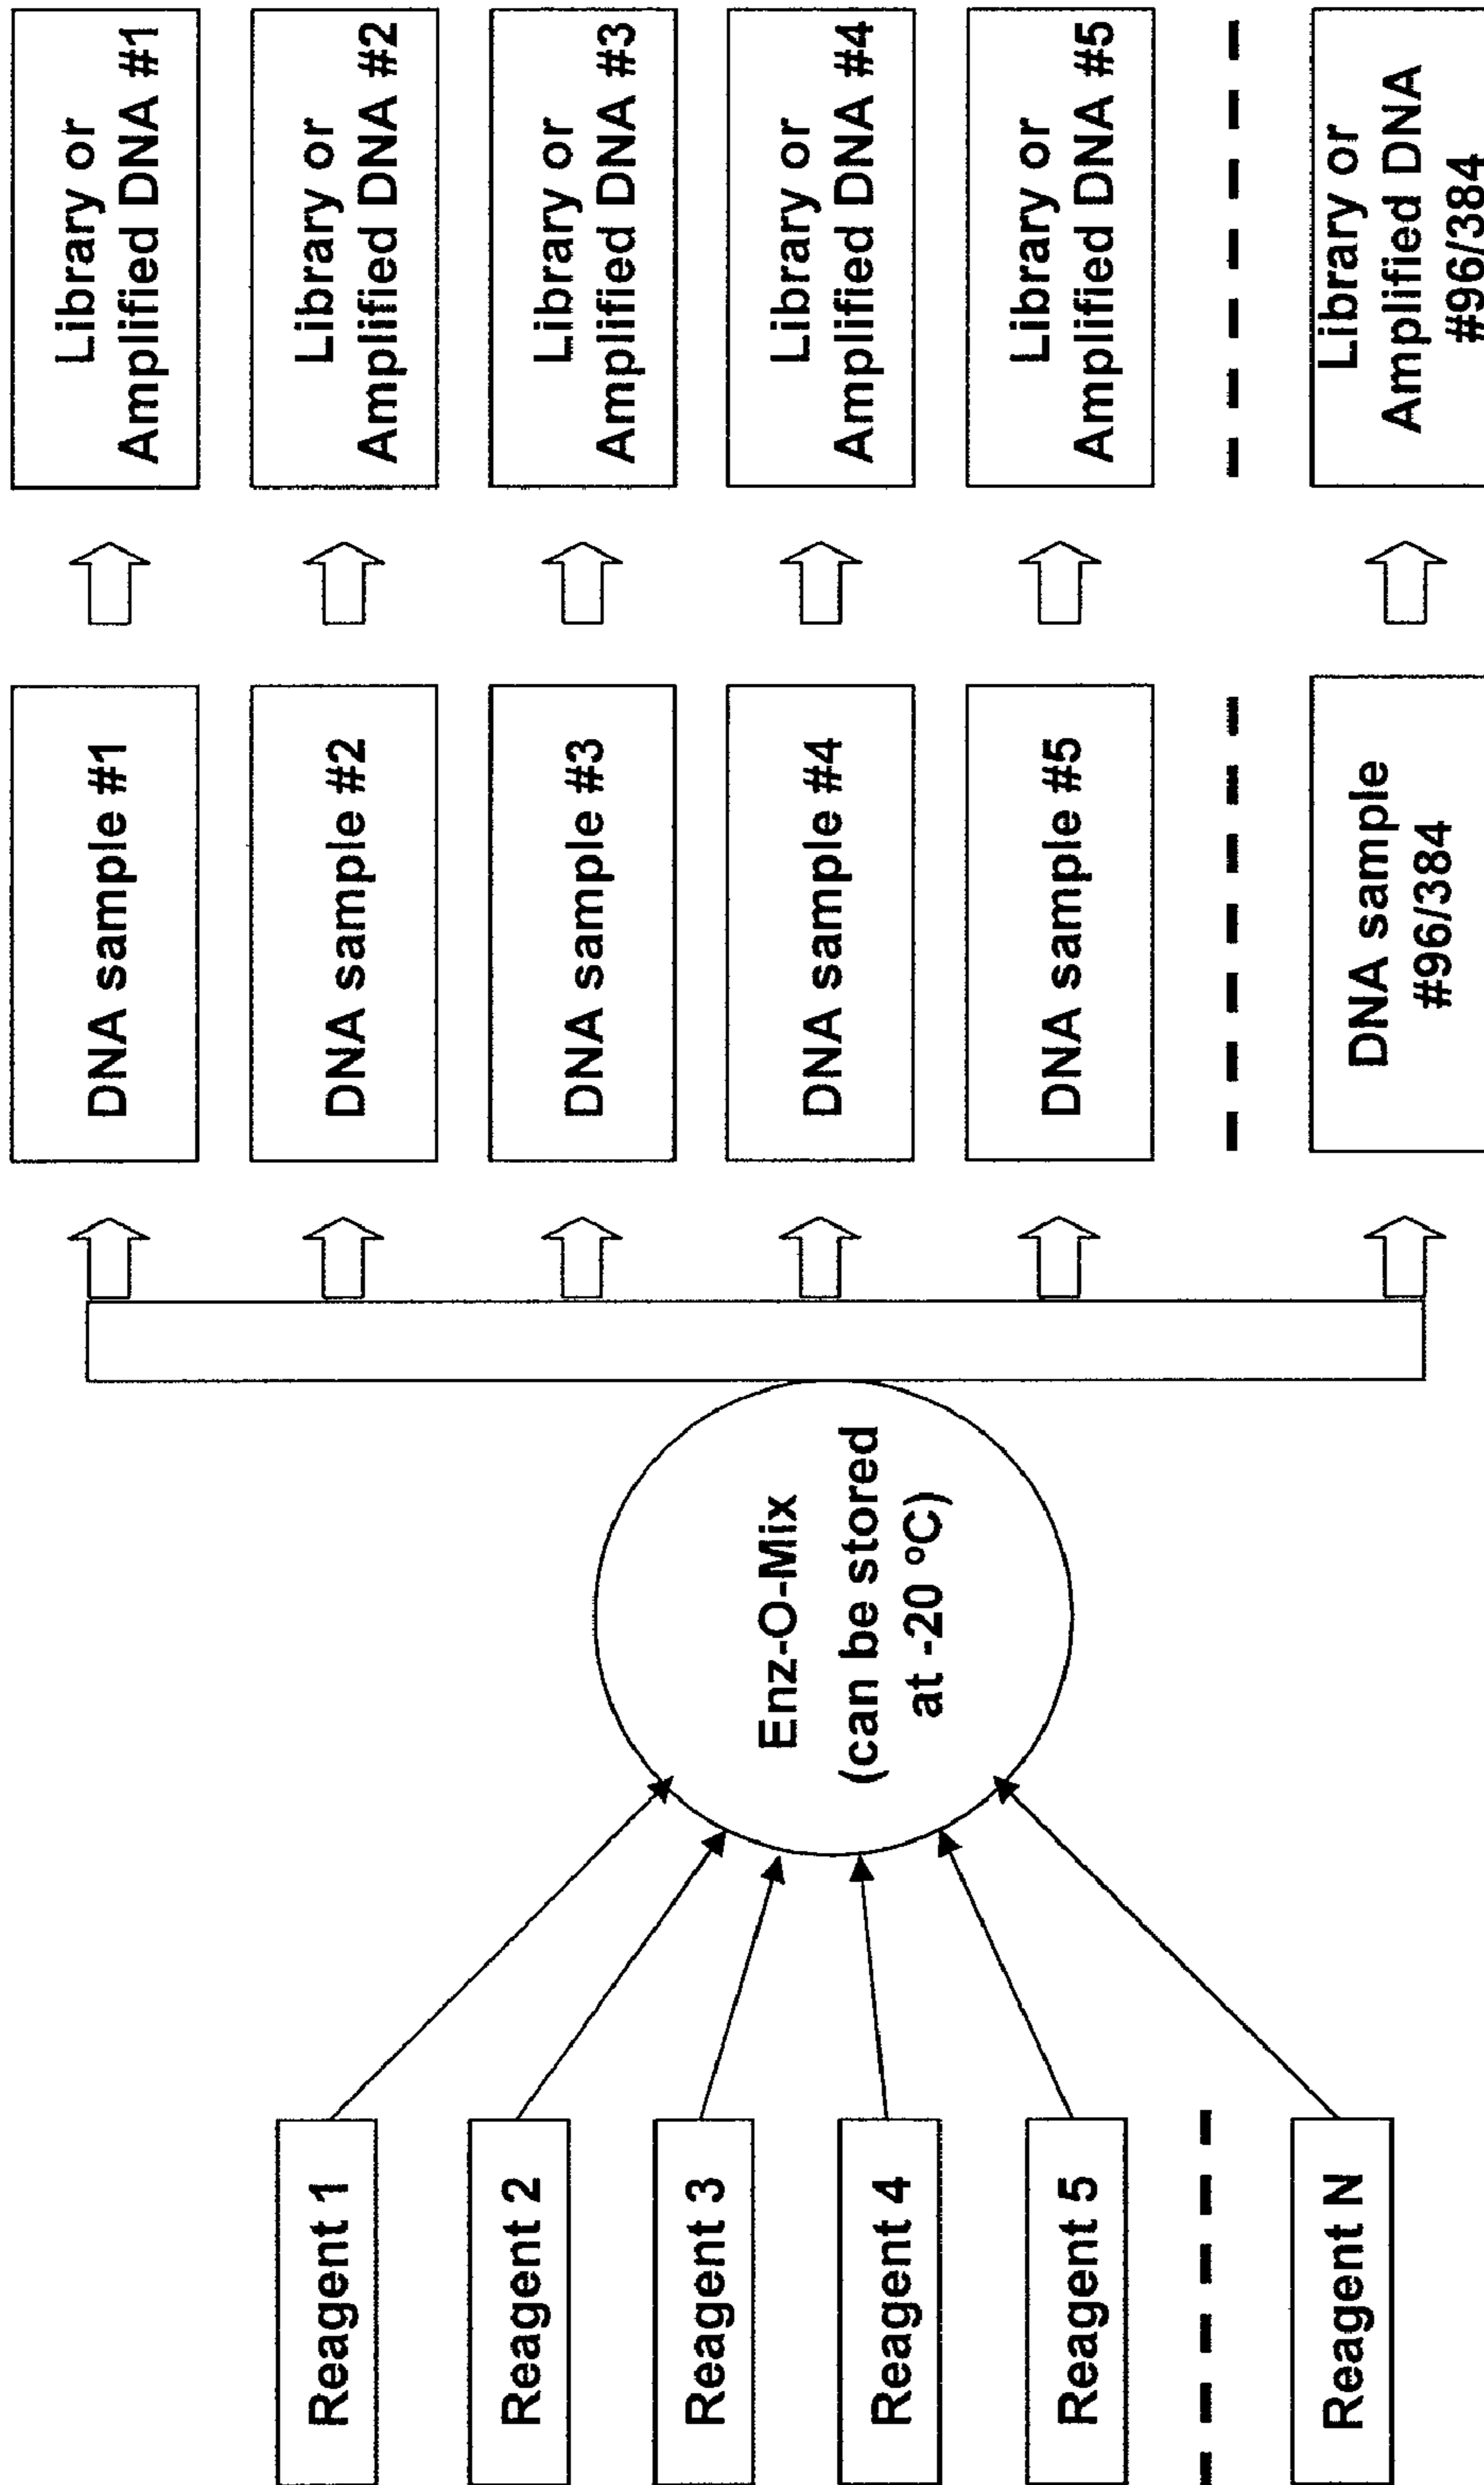 Reagent 1
Reagent 2
Reagent 3
Reagent 4
Reagent 5
Reagent N
Enz-O-Mix
(can be stored
at -20 ºC)
DNA sample #1
DNA sample #2
DNA sample #3
DNA sample #4
DNA sample #5
DNA sample
#96/384
Library or
Amplified DNA #1
Library or
Amplified DNA #2
Library or
Amplified DNA #3
Library or
Amplified DNA #4
Library or
Amplified DNA #5
Library or
Amplified DNA
#96/384